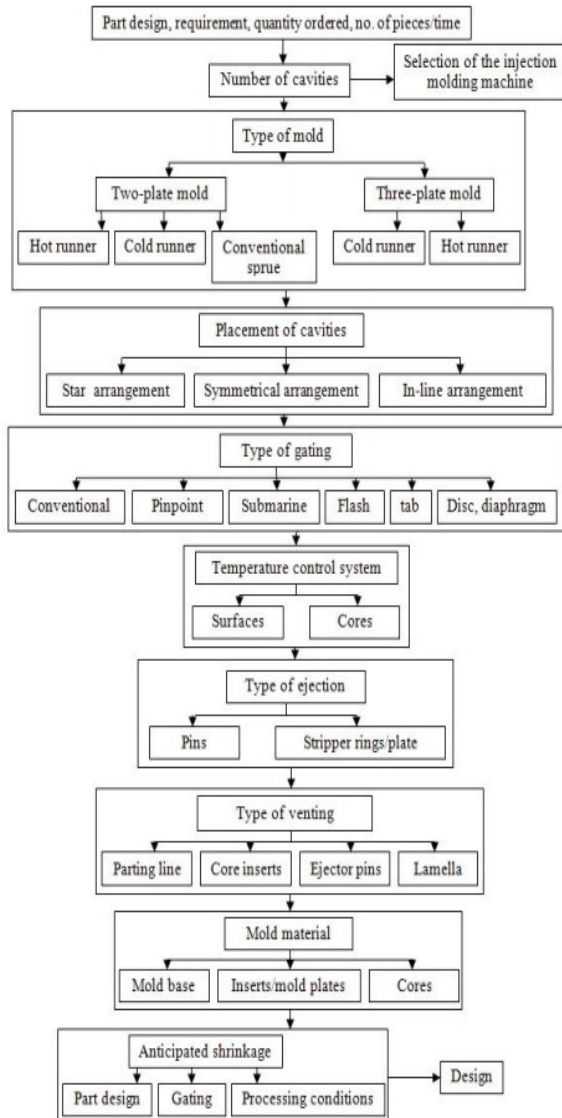 Part design, requirement, quantity ordered, no. of pieces/time
Number of cavities
Selection of the injection
molding machine
Type of mold
Two-plate mold
Three-plate mold
Hot runner
Cold runner
Conventional
sprue
Cold runner
Hot runner
Placement of cavities
Star arrangement
Symmetrical arrangement
In-line arrangement
Type of gating
Conventional
Pinpoint
Submarine
Flash
tab
Disc, diaphragm
Temperature control system
Surfaces
Cores
Type of ejection
Pins
Stripper rings/plate
Type of venting
Parting line
Core inserts
Ejector pins
Lamella
Mold material
Mold base
Inserts/mold plates
Cores
Anticipated shrinkage
Design
Part design
Gating
Processing conditions